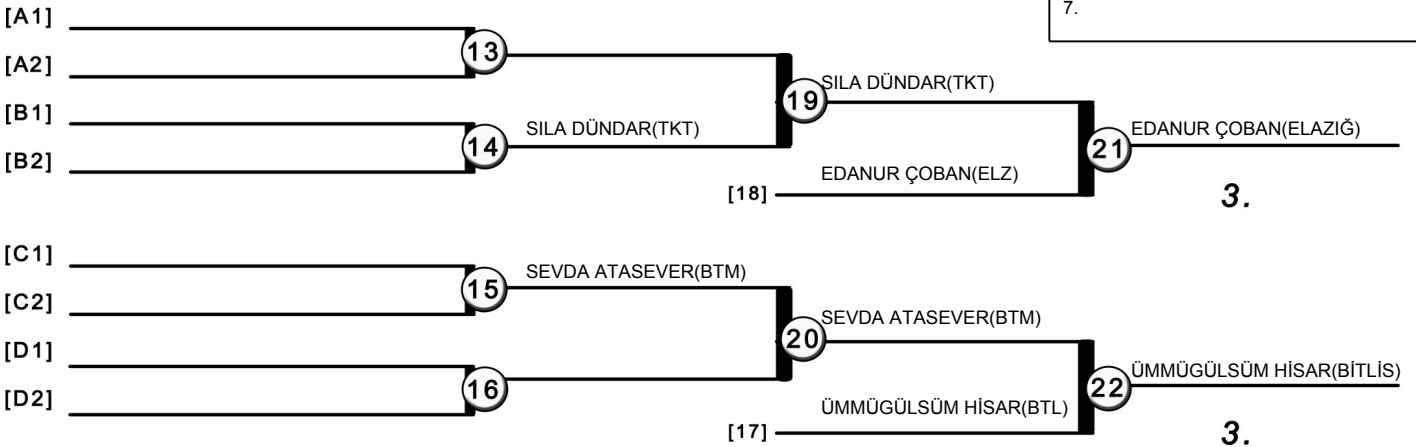 7.
[A1]
13
[A2]
19
SILA DÜNDAR(TKT)
[B1]
14
SILA DÜNDAR(TKT)
21
EDANUR ÇOBAN(ELAZIĞ)
[B2]
EDANUR ÇOBAN(ELZ)
[18]
3.
[C1]
15
SEVDA ATASEVER(BTM)
[C2]
20
SEVDA ATASEVER(BTM)
[D1]
16
22
ÜMMÜGÜLSÜM HİSAR(BİTLİS)
[D2]
ÜMMÜGÜLSÜM HİSAR(BTL)
[17]
3.